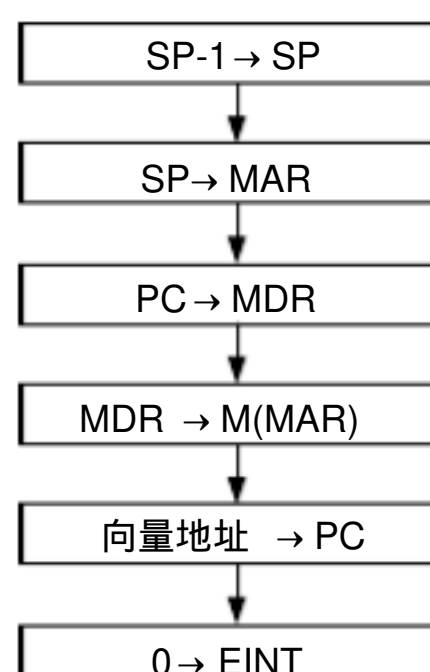 SP-1→ SP
SP→ MAR
PC→ MDR
MDR → M(MAR)
向量地址 → PC
0→ EINT